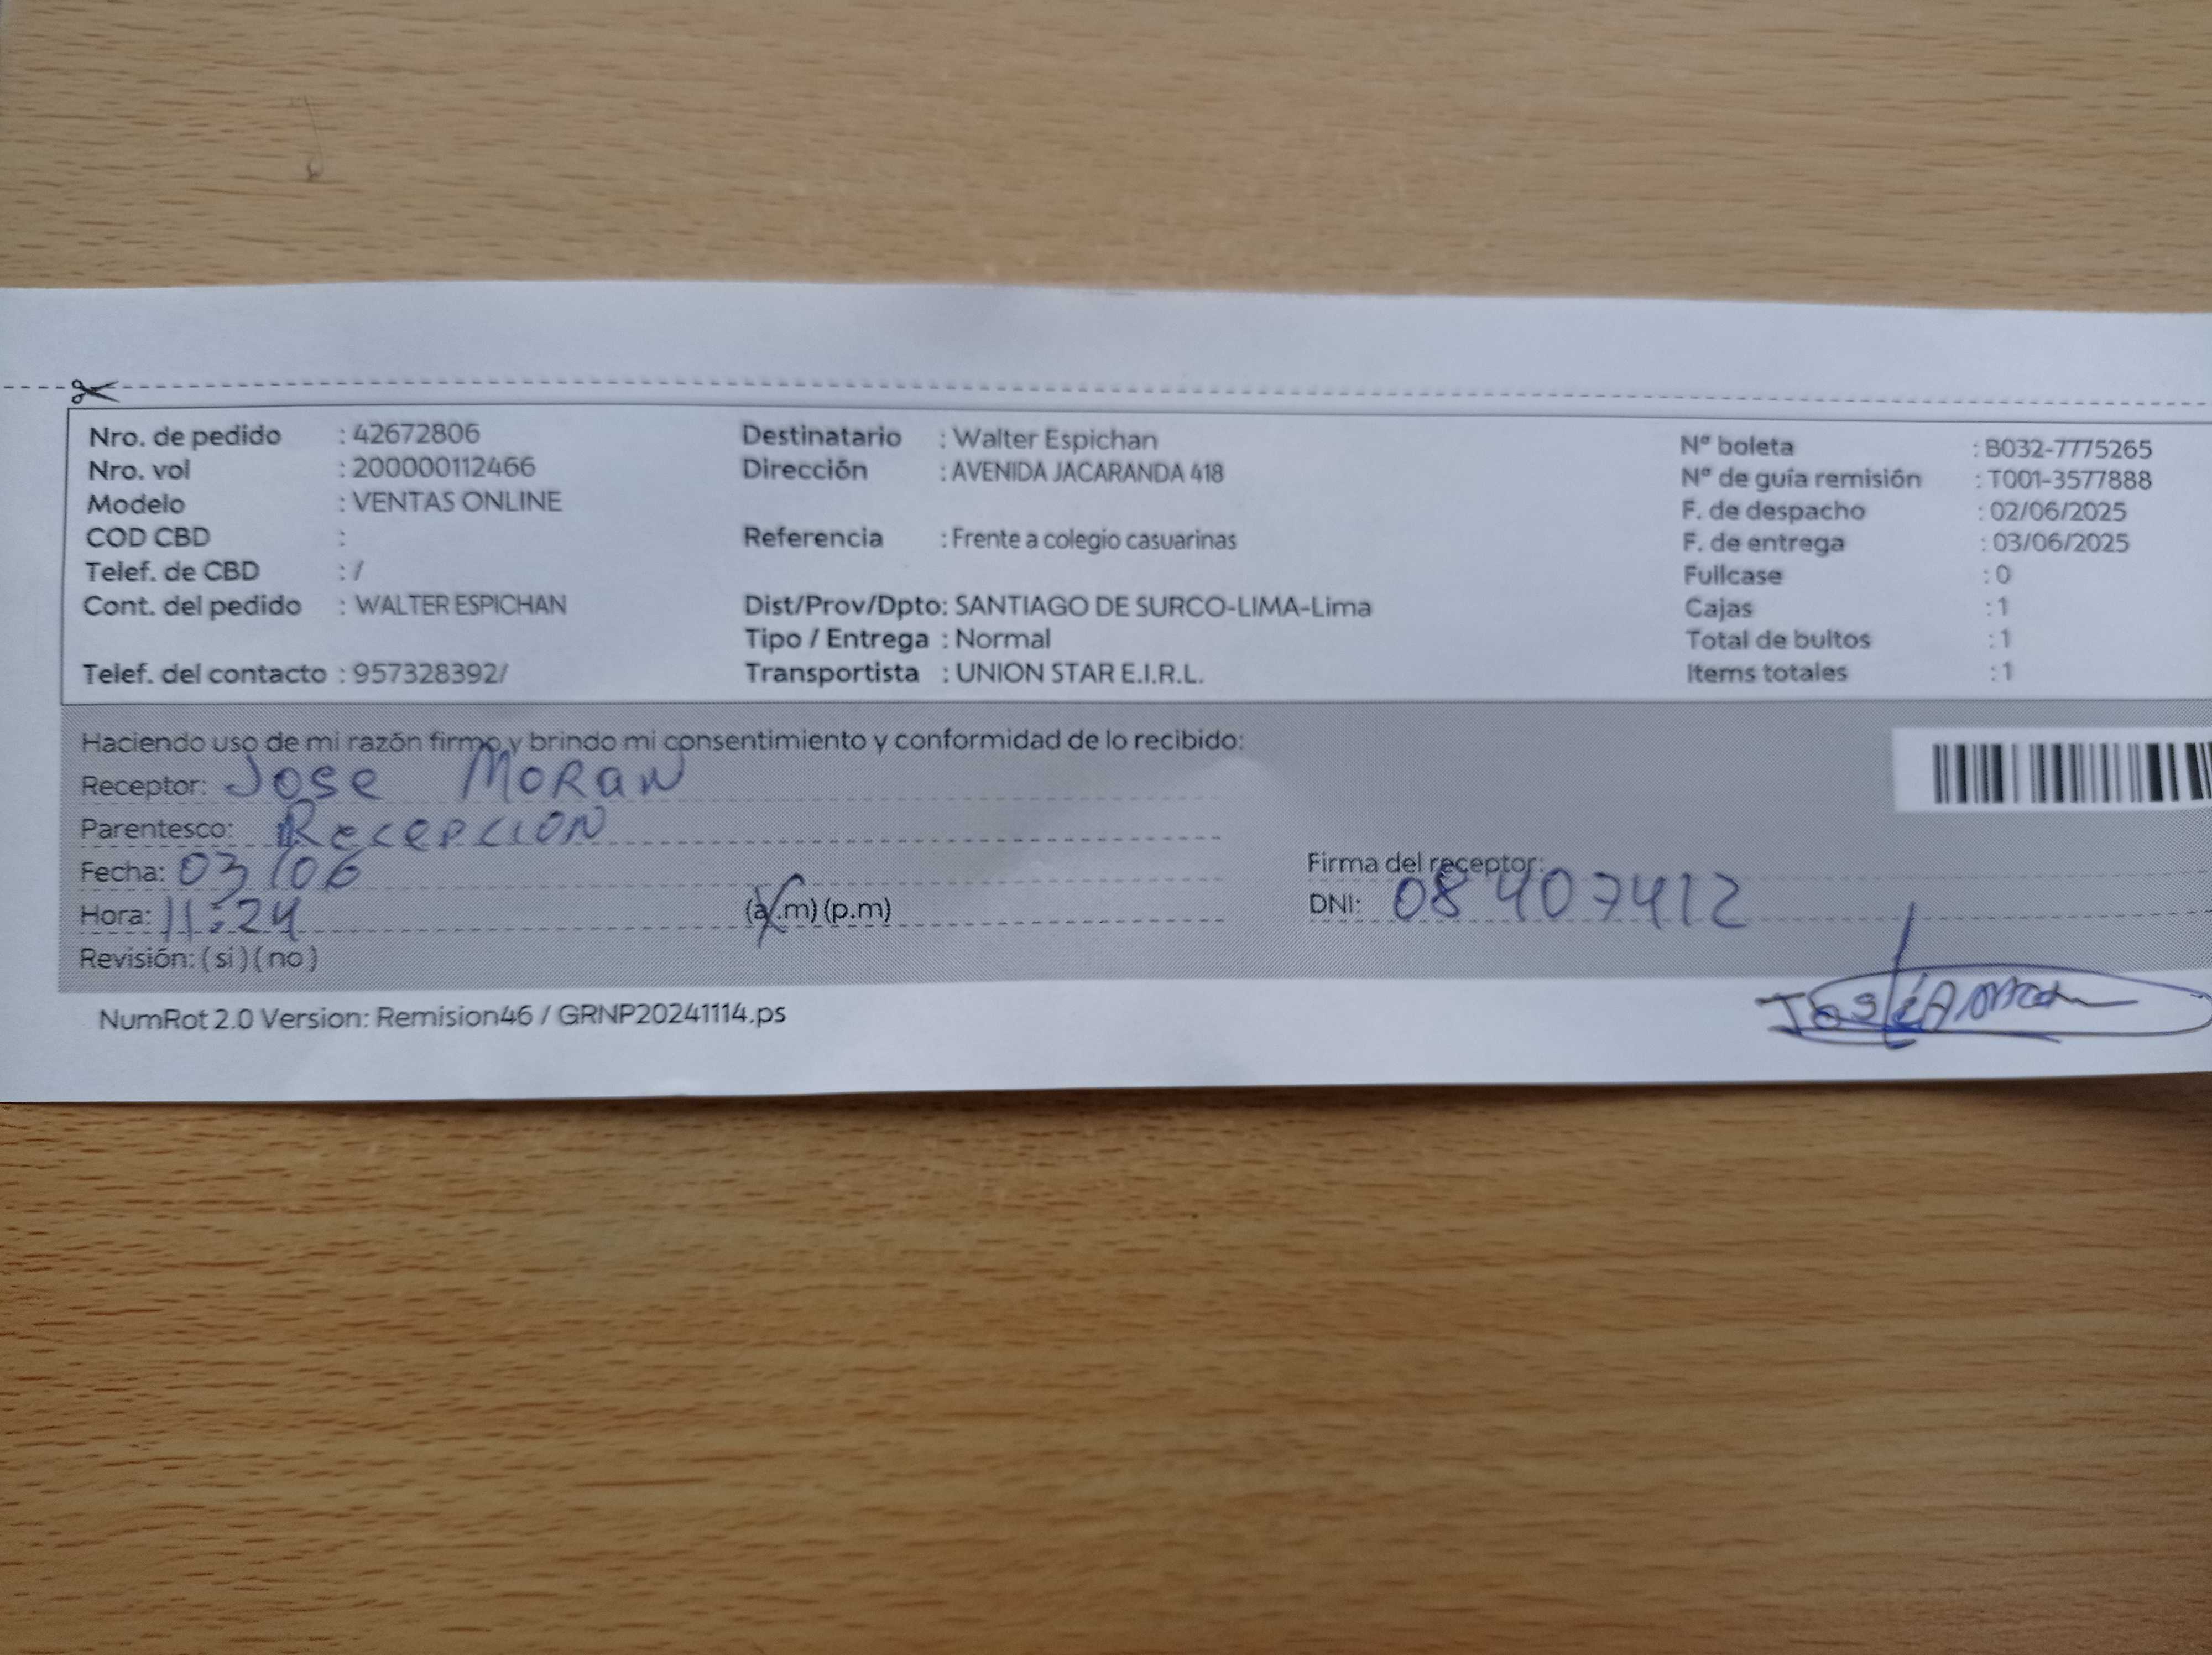 Nro. de pedido : 42672806
Nro. vol : 200000112466
Modelo : VENTAS ONLINE
COD CBD :
Telef. de CBD : /
Cont. del pedido : WALTER ESPICHAN
Telef. del contacto : 957328392/
Destinatario : Walter Espichan
Dirección : AVENIDA JACARANDA 418
Referencia : Frente a colegio casuarinas
Dist/Prov/Dpto: SANTIAGO DE SURCO-LIMA-Lima
Tipo / Entrega : Normal
Transportista : UNION STAR E.I.R.L.
Nº boleta : B032-7775265
Nº de guía remisión : T001-3577888
F. de despacho : 02/06/2025
F. de entrega : 03/06/2025
Fullcase : 0
Cajas : 1
Total de bultos : 1
Items totales : 1
Haciendo uso de mi razón firmo y brindo mi consentimiento y conformidad de lo recibido:
Receptor: Jose Moran
Parentesco: Recepcion
Fecha: 03/06
Hora: 11:24 (a.m) (p.m)
Revisión: (si) (no)
Firma del receptor:
DNI: 08407412
NumRot 2.0 Version: Remision46 / GRNP20241114.ps